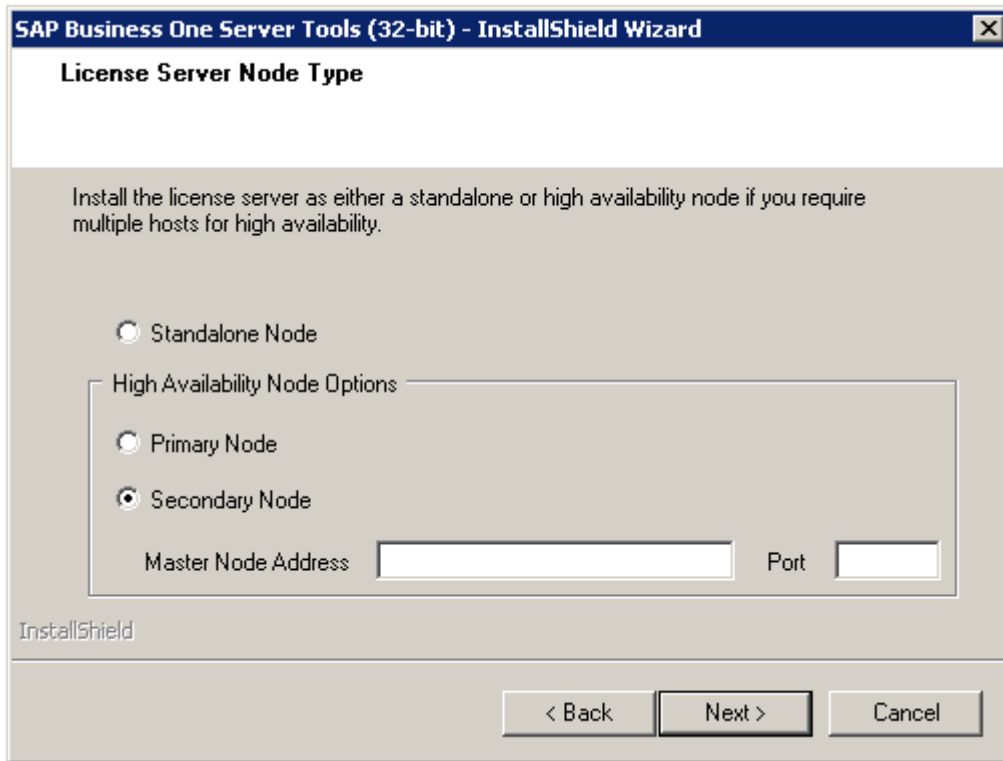 SAP Business One Server Tools (32-bit) - InstallShield Wizard
License Server Node Type
Install the license server as either a standalone or high availability node if you require
multiple hosts for high availability.
Standalone Node
High Availability Node Options
Primary Node
Secondary Node
Master Node Address Port
InstallShield
< Back Next > Cancel